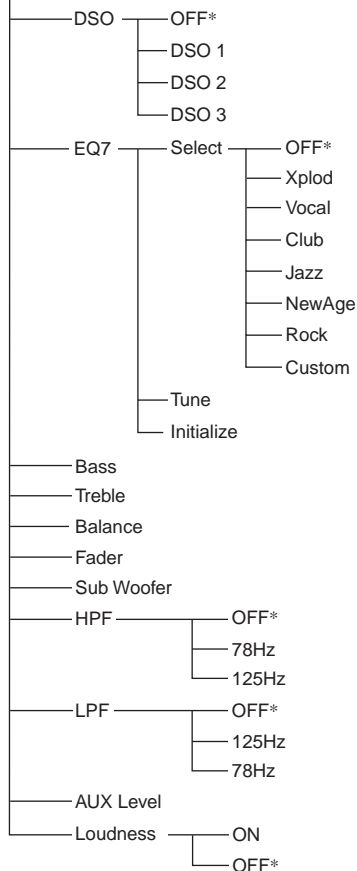 DSO OFF*
DSO 1
DSO 2
DSO 3
EQ7 Select OFF*
Xplod
Vocal
Club
Jazz
NewAge
Rock
Custom
Tune
Initialize
Bass
Treble
Balance
Fader
Sub Woofer
HPF OFF*
78Hz
125Hz
LPF OFF*
125Hz
78Hz
AUX Level
Loudness ON
OFF*